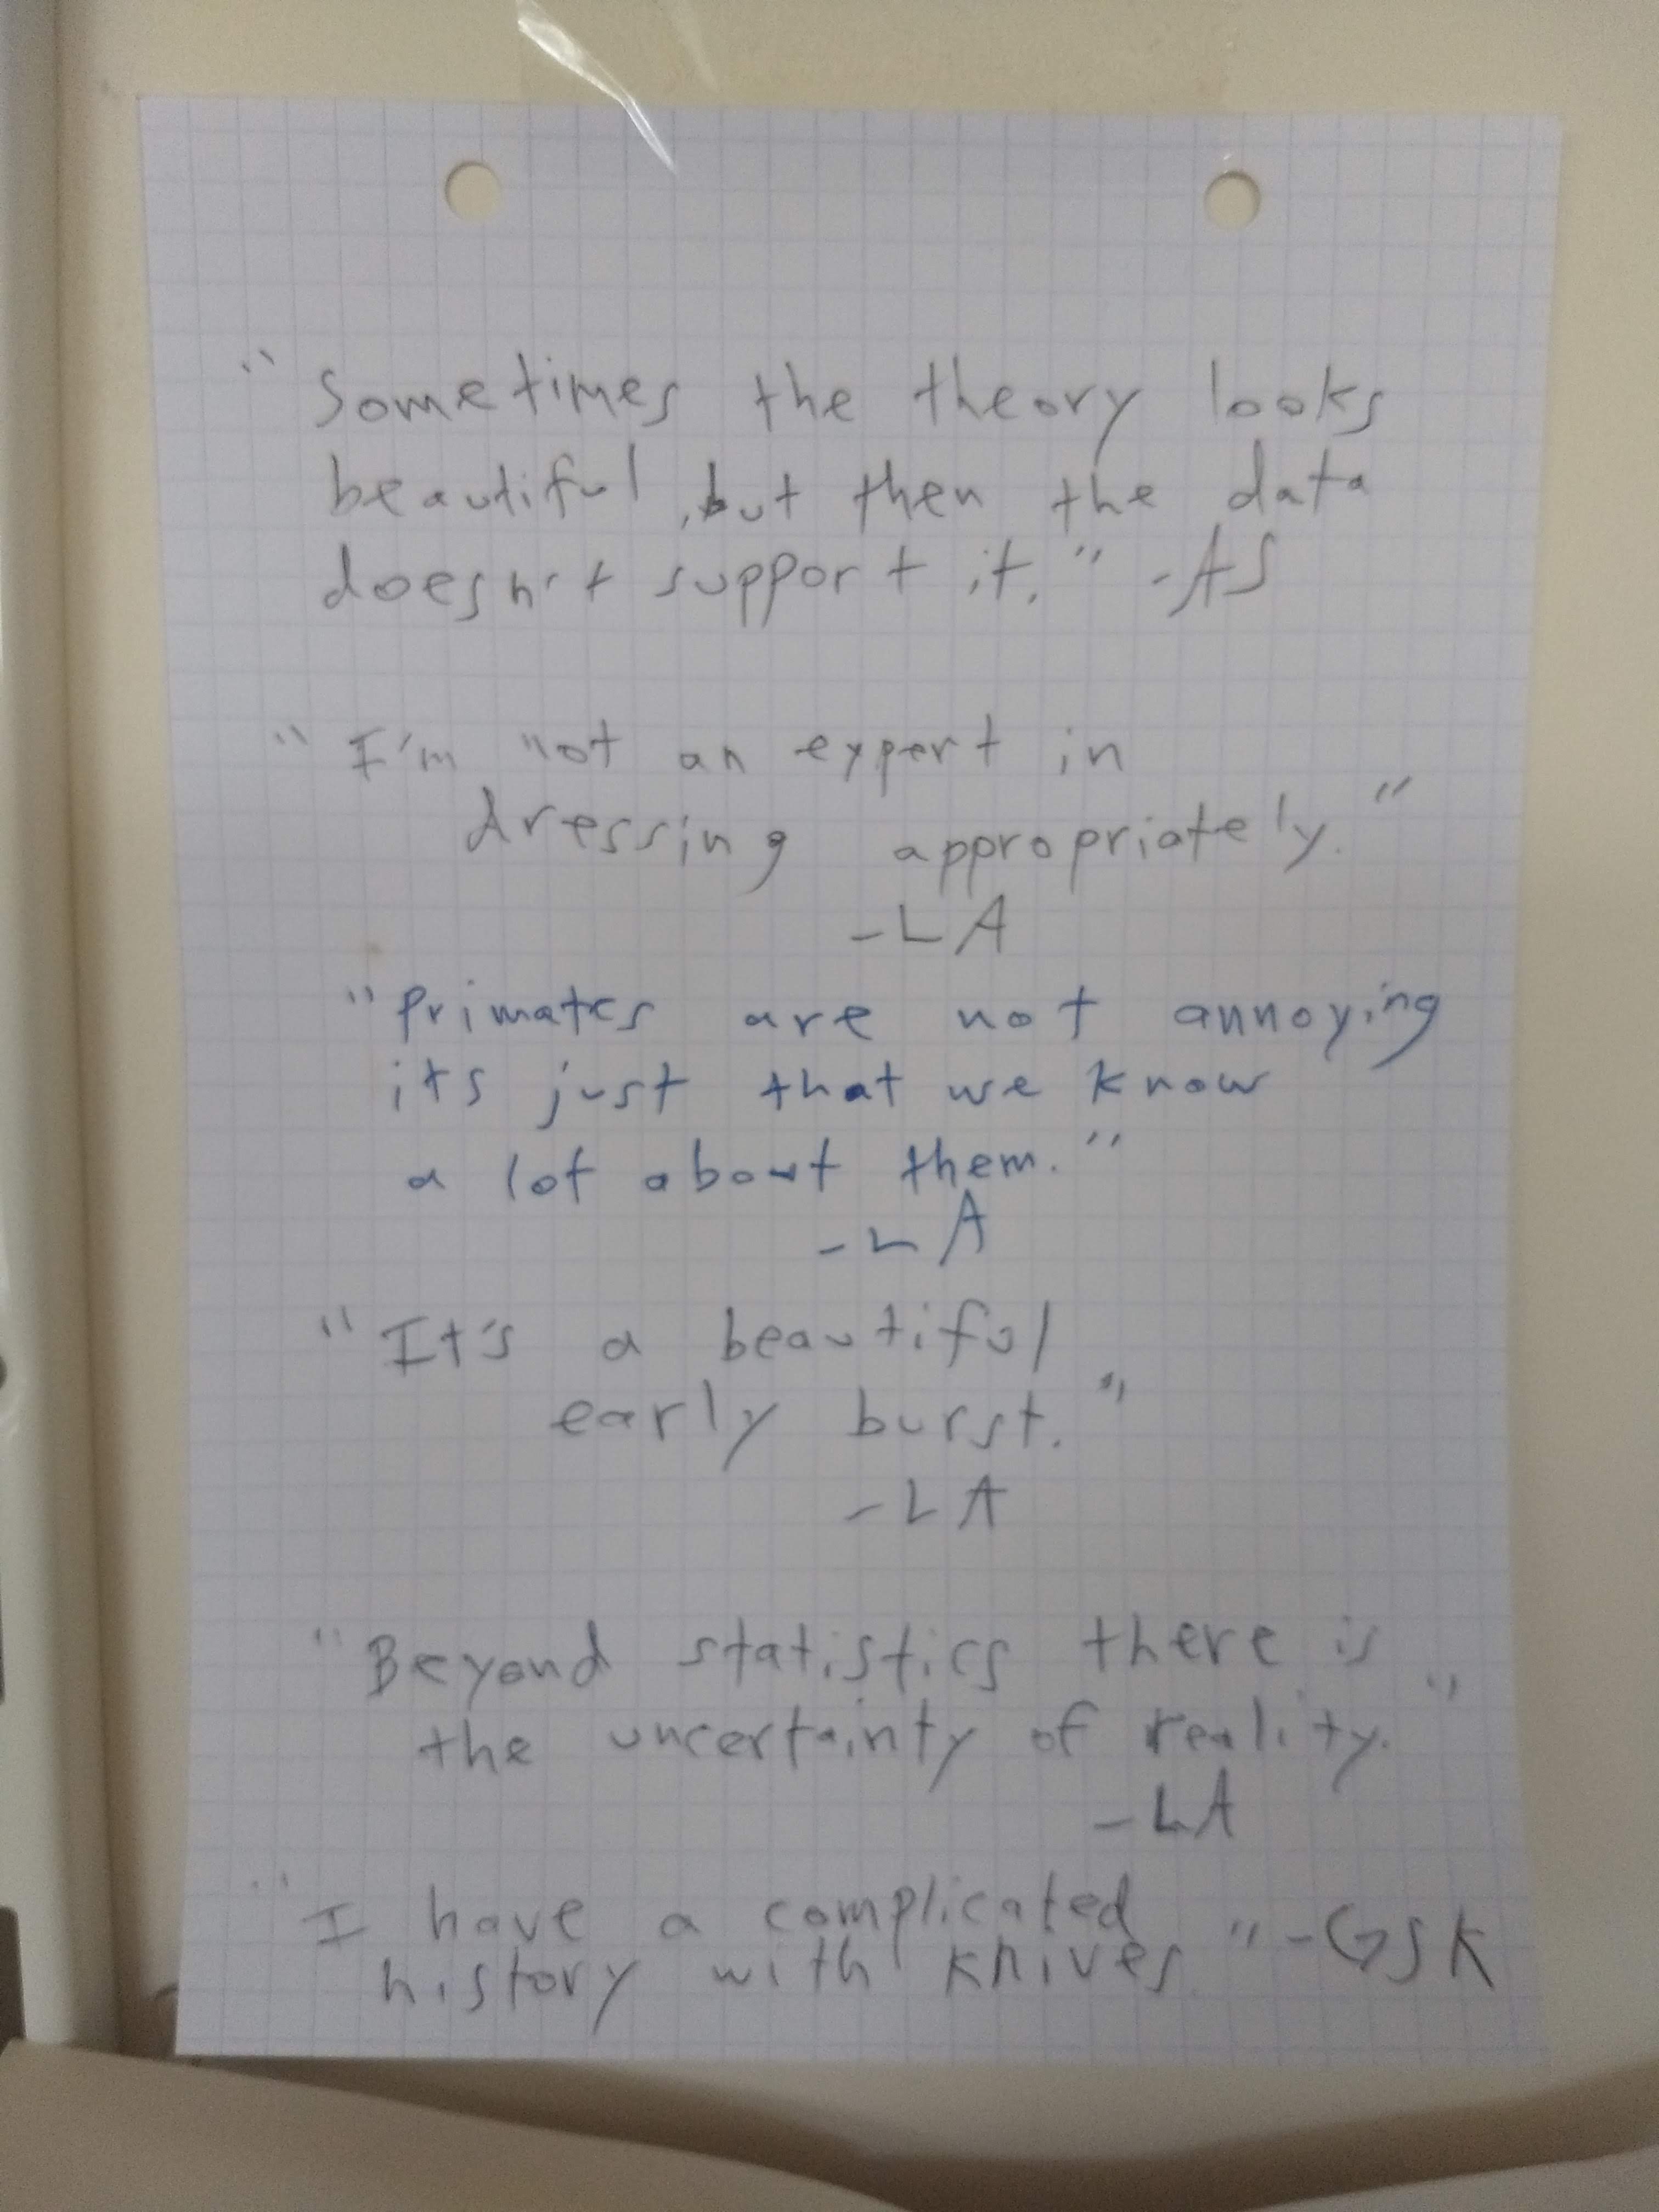 "Sometimes the theory looks
beautiful, but then the data
doesn't support it." -AS
"I'm not an expert in
dressing appropriately."
-LA
"Primates are not annoying
its just that we know
a lot about them."
-LA
"It's a beautiful
early burst."
-LA
"Beyond statistics there is
the uncertainty of reality."
-LA
"I have a complicated
history with knives." -GSK